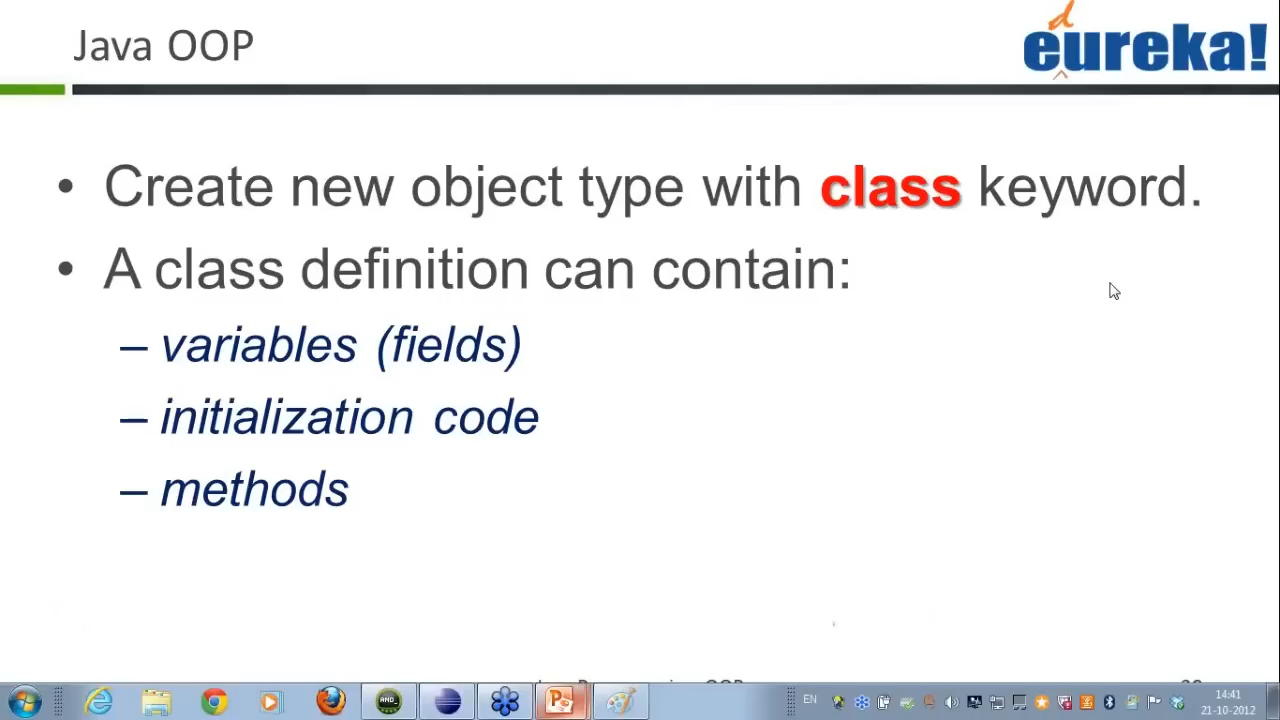 Java OOP
edureka!
• Create new object type with class keyword.
• A class definition can contain:
– variables (fields)
– initialization code
– methods
EN
14:41
21-10-2012